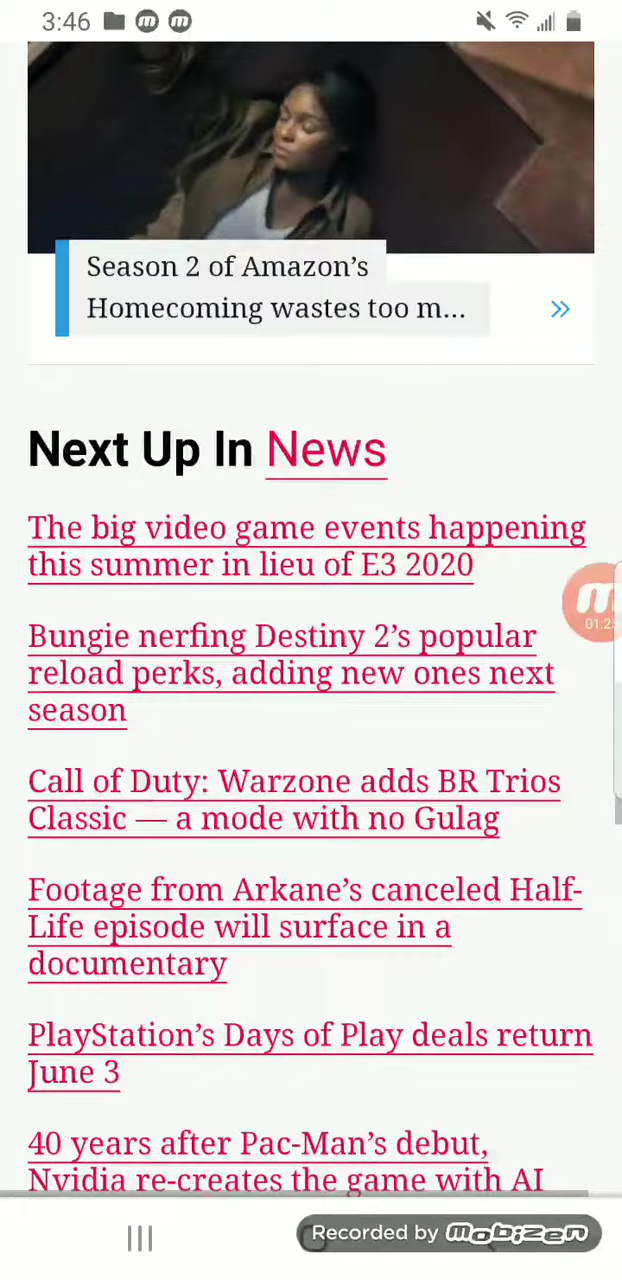 3:46
Season 2 of Amazon’s
Homecoming wastes too m...
Next Up In News
The big video game events happening
this summer in lieu of E3 2020
Bungie nerfing Destiny 2’s popular
reload perks, adding new ones next
season
Call of Duty: Warzone adds BR Trios
Classic — a mode with no Gulag
Footage from Arkane’s canceled Half-
Life episode will surface in a
documentary
PlayStation’s Days of Play deals return
June 3
40 years after Pac-Man’s debut,
Nvidia re-creates the game with AI
Recorded by mobizen